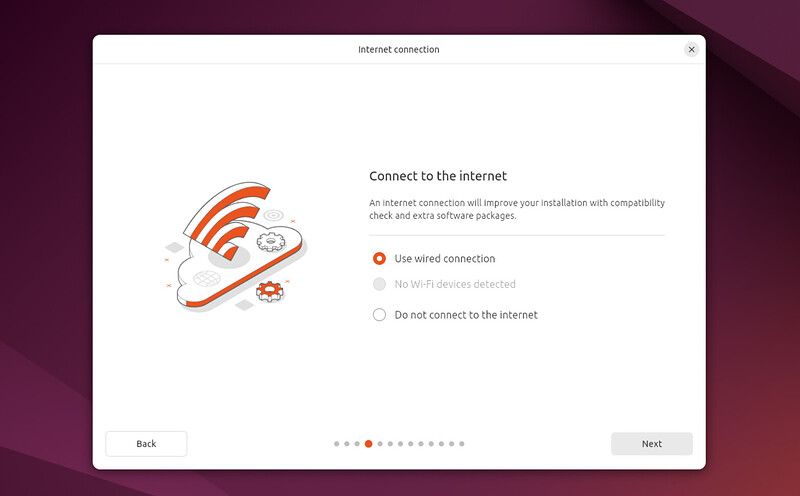 Internet connection
Connect to the internet
An internet connection will improve your installation with compatibility
check and extra software packages.
Use wired connection
No Wi-Fi devices detected
Do not connect to the internet
Back
Next